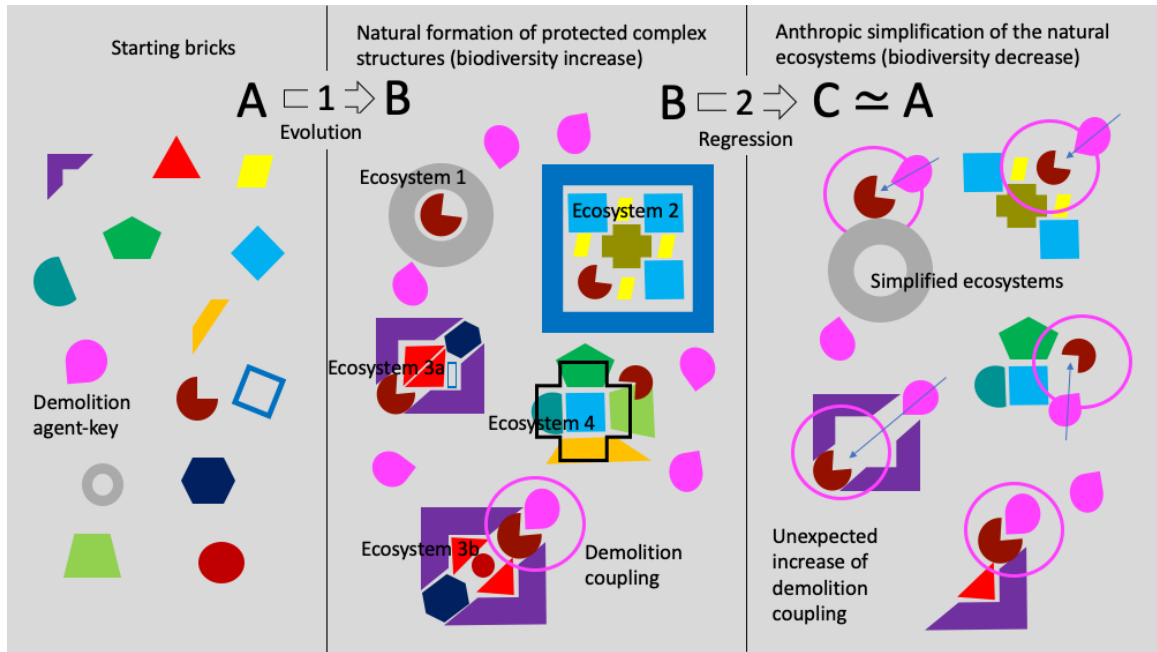 Starting bricks
Natural formation of protected complex
structures (biodiversity increase)
Anthropic simplification of the natural
ecosystems (biodiversity decrease)
A 1 B
Evolution
B 2 C ≃ A
Regression
Ecosystem 1
Ecosystem 2
Simplified ecosystems
Ecosystem 3a
Demolition
agent-key
Ecosystem 4
Ecosystem 3b
Demolition
coupling
Unexpected
increase of
demolition
coupling